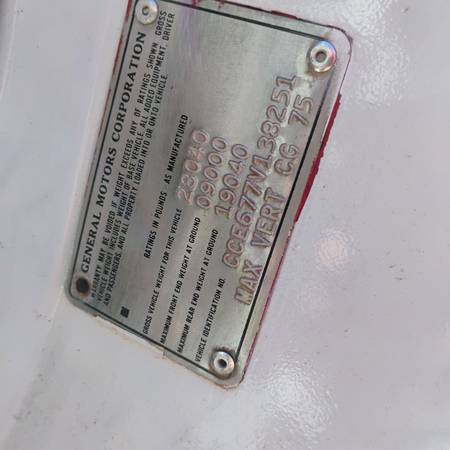 GENERAL MOTORS CORPORATION
WARRANTY MAY BE VOIDED IF WEIGHT EXCEEDS ANY OF RATINGS SHOWN. GROSS
VEHICLE WEIGHT INCLUDES WEIGHT OF BASE VEHICLE, ALL ADDED EQUIPMENT, DRIVER
AND PASSENGERS, AND ALL PROPERTY LOADED INTO OR ONTO VEHICLE.
RATINGS IN POUNDS AS MANUFACTURED
GROSS VEHICLE WEIGHT FOR THIS VEHICLE 23040
MAXIMUM FRONT END WEIGHT AT GROUND 09000
MAXIMUM REAR END WEIGHT AT GROUND 19040
VEHICLE IDENTIFICATION NO. CCE677V138251
MAX VERT CG 75